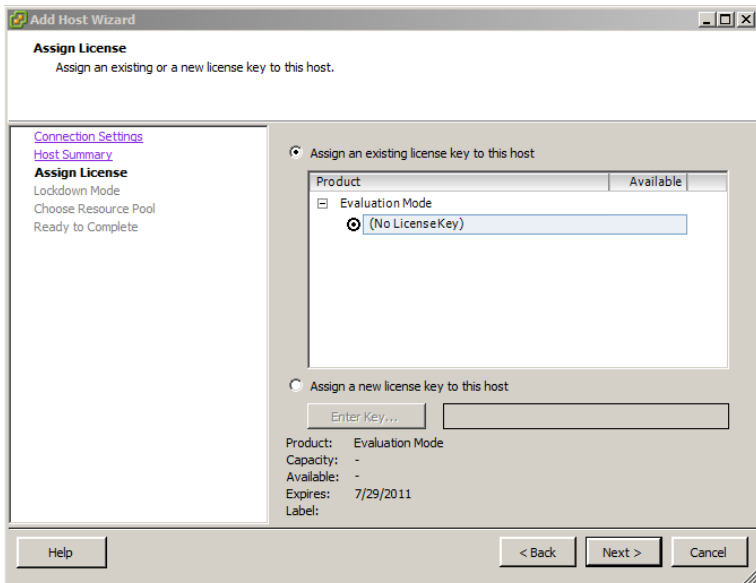 Add Host Wizard
Assign License
Assign an existing or a new license key to this host.
Connection Settings
Host Summary
Assign License
Lockdown Mode
Choose Resource Pool
Ready to Complete
Assign an existing license key to this host
Product Available
Evaluation Mode
(No License Key)
Assign a new license key to this host
Enter Key...
Product: Evaluation Mode
Capacity: -
Available: -
Expires: 7/29/2011
Label:
Help < Back Next > Cancel